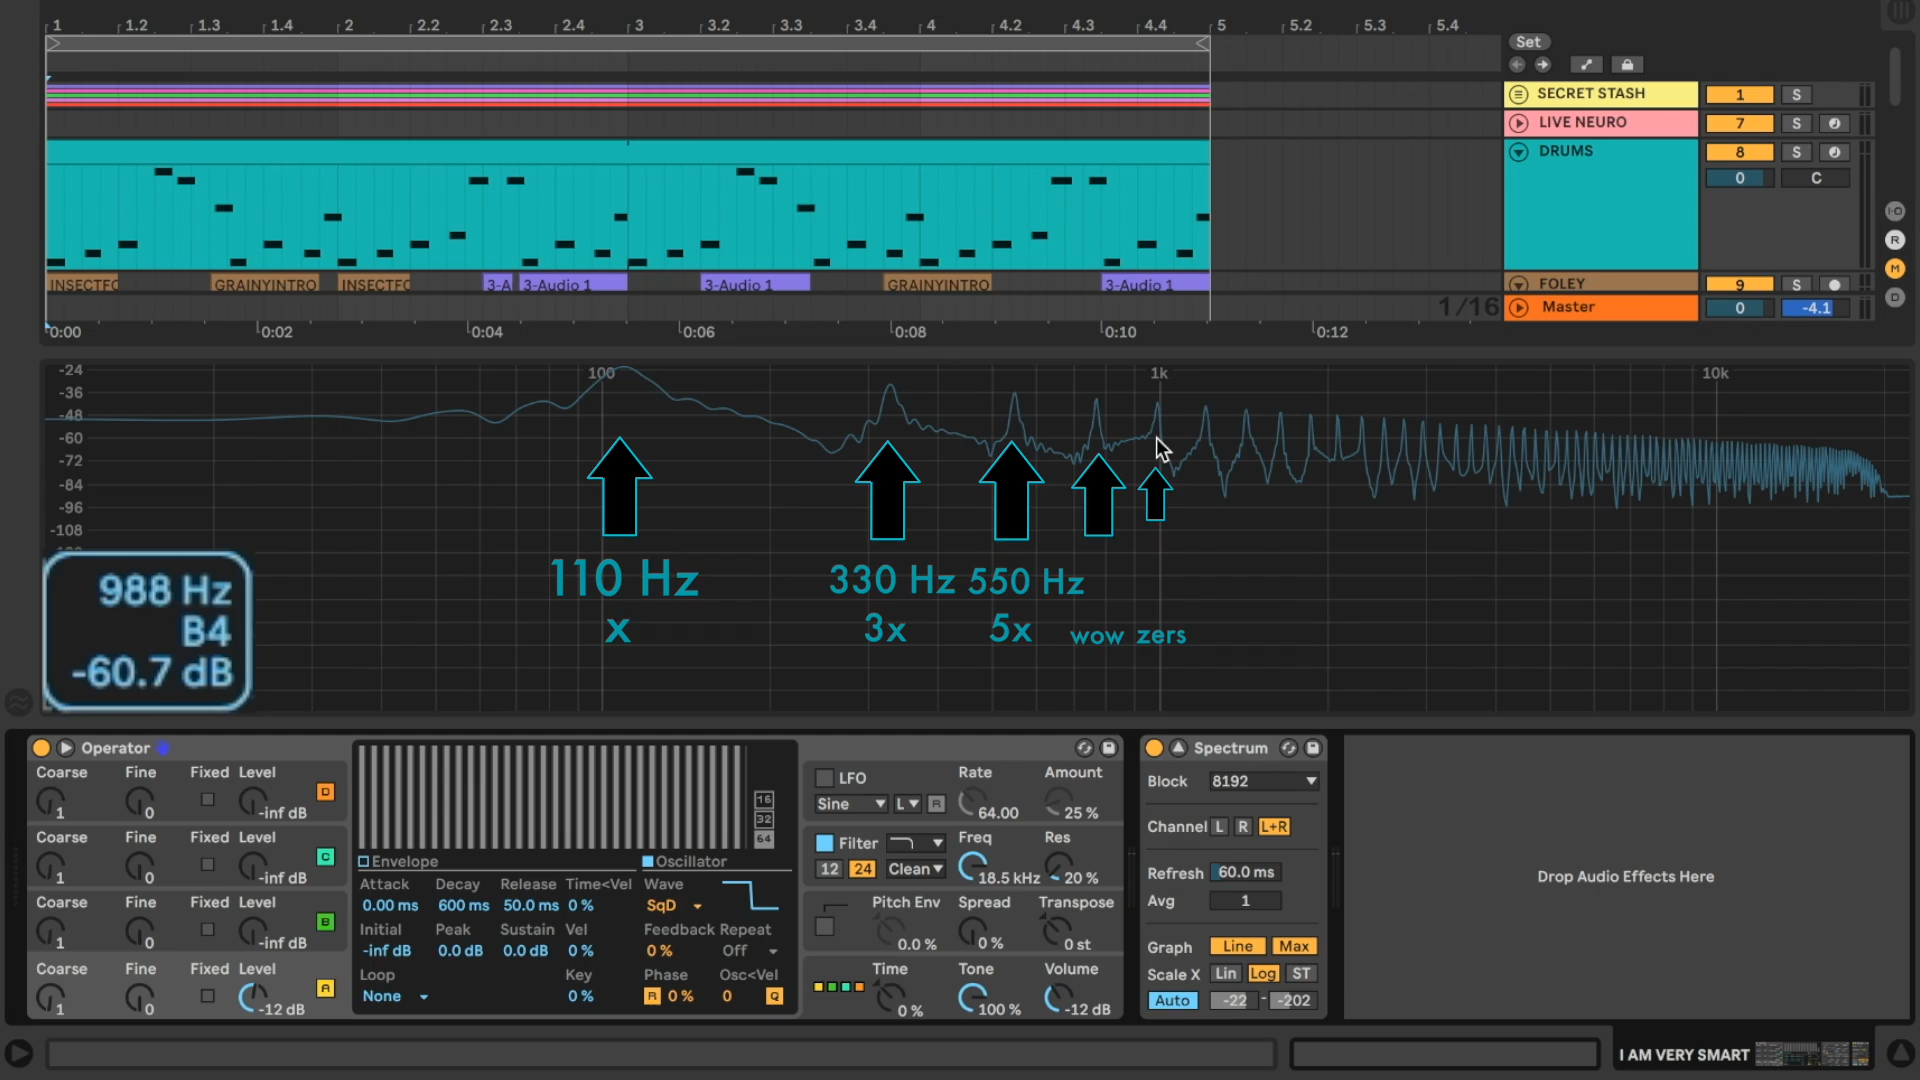 1 1.2 1.3 1.4 2 2.2 2.3 2.4 3 3.2 3.3 3.4 4 4.2 4.3 4.4 5 5.2 5.3 5.4
Set
SECRET STASH 1 S
LIVE NEURO 7 S
DRUMS 8 S
0 C
INSECTFC GRAINYINTRO INSECTFC 3-A 3-Audio 1 3-Audio 1 GRAINYINTRO 3-Audio 1 FOLEY 9 S
1/16 Master 0 -4.1
I-O
R
M
D
0:00 0:02 0:04 0:06 0:08 0:10 0:12
100 1k 10k
-24
-36
-48
-60
-72
-84
-96
-108
988 Hz
B4
-60.7 dB
110 Hz 330 Hz 550 Hz
x 3x 5x wow zers
Operator
Coarse Fine Fixed Level
1 0 -inf dB D
Coarse Fine Fixed Level
1 0 -inf dB C
Coarse Fine Fixed Level
1 0 -inf dB B
Coarse Fine Fixed Level
1 0 -12 dB A
16
32
64
Envelope Oscillator
Attack Decay Release Time<Vel Wave
0.00 ms 600 ms 50.0 ms 0 % SqD
Initial Peak Sustain Vel Feedback Repeat
-inf dB 0.0 dB 0.0 dB 0 % 0 % Off
Loop Key Phase Osc<Vel
None 0 % R 0 % 0 Q
LFO Rate Amount
Sine L R 64.00 25 %
Filter Freq Res
12 24 Clean 18.5 kHz 20 %
Pitch Env Spread Transpose
0.0 % 0 % 0 st
Time Tone Volume
0 % 100 % -12 dB
Spectrum
Block 8192
Channel L R L+R
Refresh 60.0 ms
Avg 1
Graph Line Max
Scale X Lin Log ST
Auto -22 - -202
Drop Audio Effects Here
I AM VERY SMART